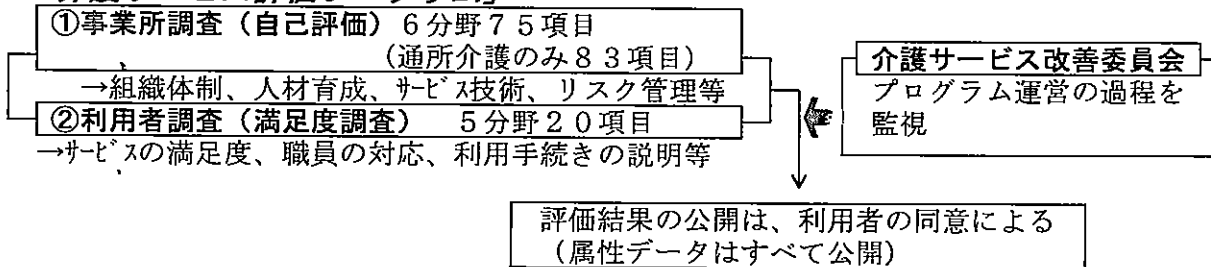 ①事業所調査（自己評価）６分野７５項目
（通所介護のみ８３項目）
→組織体制、人材育成、ｻｰﾋﾞｽ技術、リスク管理等
②利用者調査（満足度調査）　５分野２０項目
→ｻｰﾋﾞｽの満足度、職員の対応、利用手続きの説明等
介護サービス改善委員会
プログラム運営の過程を
監視
評価結果の公開は、利用者の同意による
（属性データはすべて公開）